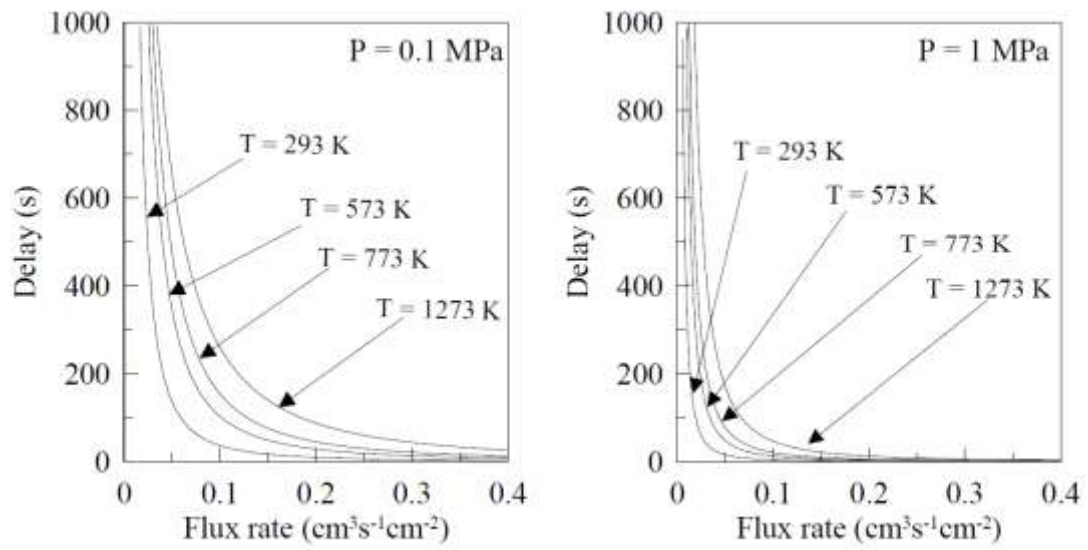 P = 0.1 MPa
1000
800
600
400
200
0
Delay (s)
T = 293 K
T = 573 K
T = 773 K
T = 1273 K
0 0.1 0.2 0.3 0.4
Flux rate (cm³s⁻¹cm⁻²)
P = 1 MPa
1000
800
600
400
200
0
Delay (s)
T = 293 K
T = 573 K
T = 773 K
T = 1273 K
0 0.1 0.2 0.3 0.4
Flux rate (cm³s⁻¹cm⁻²)